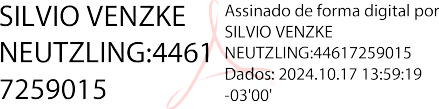 SILVIO VENZKE
NEUTZLING:4461
7259015
Assinado de forma digital por
SILVIO VENZKE
NEUTZLING:44617259015
Dados: 2024.10.17 13:59:19
-03'00'